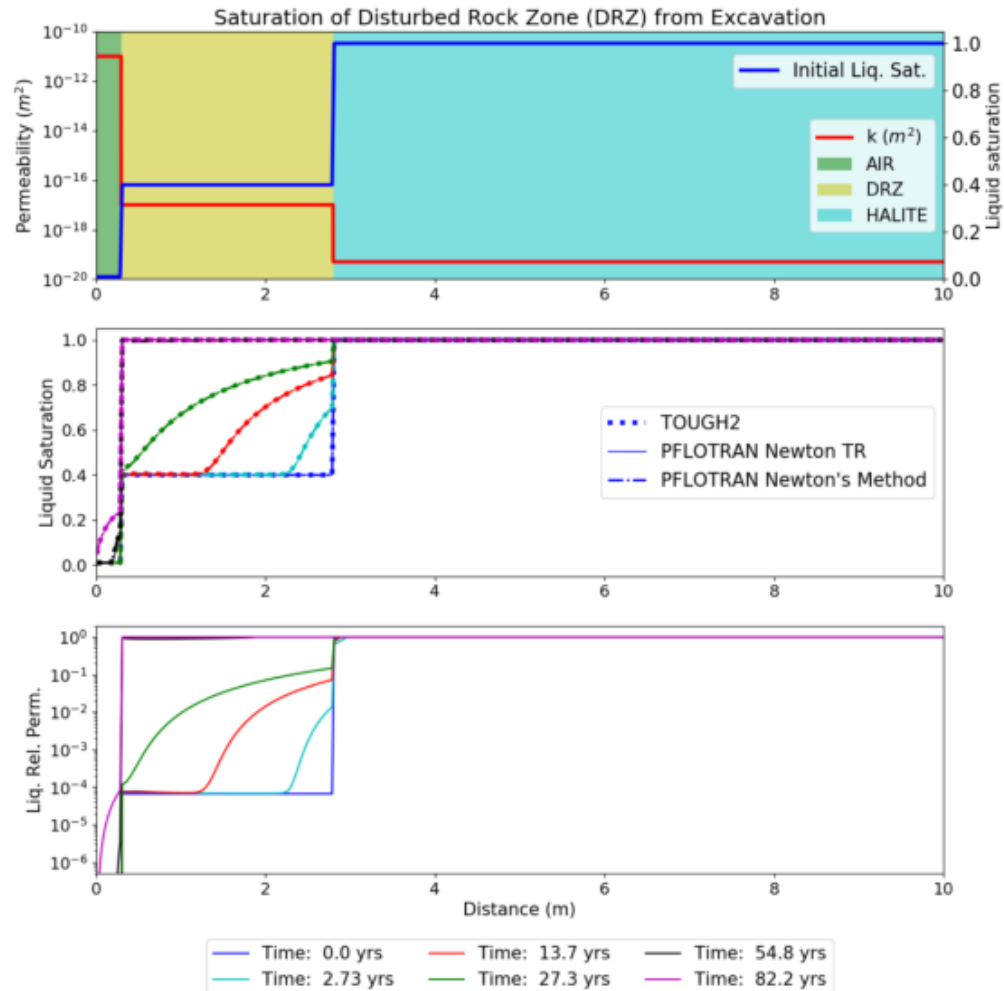 Saturation of Disturbed Rock Zone (DRZ) from Excavation
Permeability (m²)
10⁻¹⁰
10⁻¹²
10⁻¹⁴
10⁻¹⁶
10⁻¹⁸
10⁻²⁰
Initial Liq. Sat.
k (m²)
AIR
DRZ
HALITE
1.0
0.8
0.6
0.4
0.2
0.0
Liquid saturation
0 2 4 6 8 10
Liquid Saturation
1.0
0.8
0.6
0.4
0.2
0.0
TOUGH2
PFLOTRAN Newton TR
PFLOTRAN Newton's Method
0 2 4 6 8 10
Liq. Rel. Perm.
10⁰
10⁻¹
10⁻²
10⁻³
10⁻⁴
10⁻⁵
10⁻⁶
0 2 4 6 8 10
Distance (m)
Time: 0.0 yrs Time: 13.7 yrs Time: 54.8 yrs
Time: 2.73 yrs Time: 27.3 yrs Time: 82.2 yrs